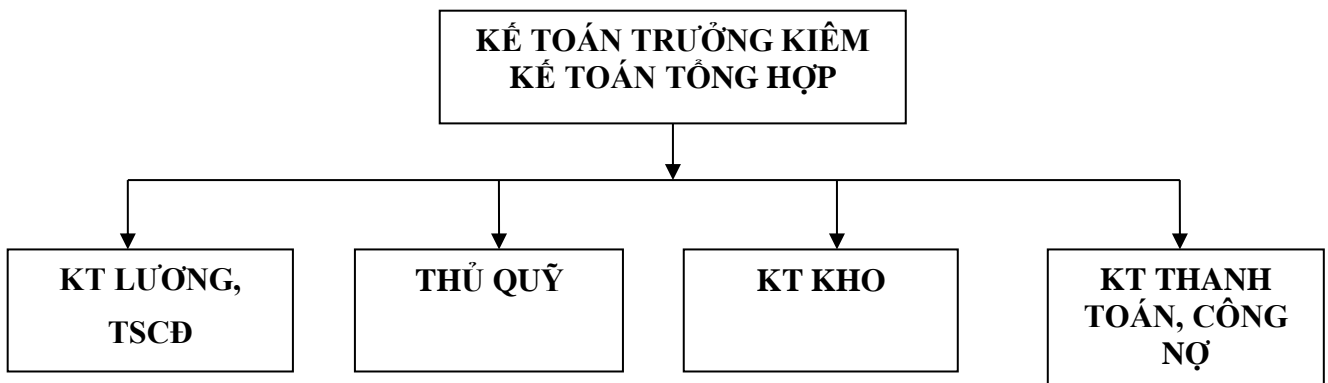 KẾ TOÁN TRƯỞNG KIÊM
KẾ TOÁN TỔNG HỢP
KT LƯƠNG,
TSCĐ
THỦ QUỸ
KT KHO
KT THANH
TOÁN, CÔNG
NỢ